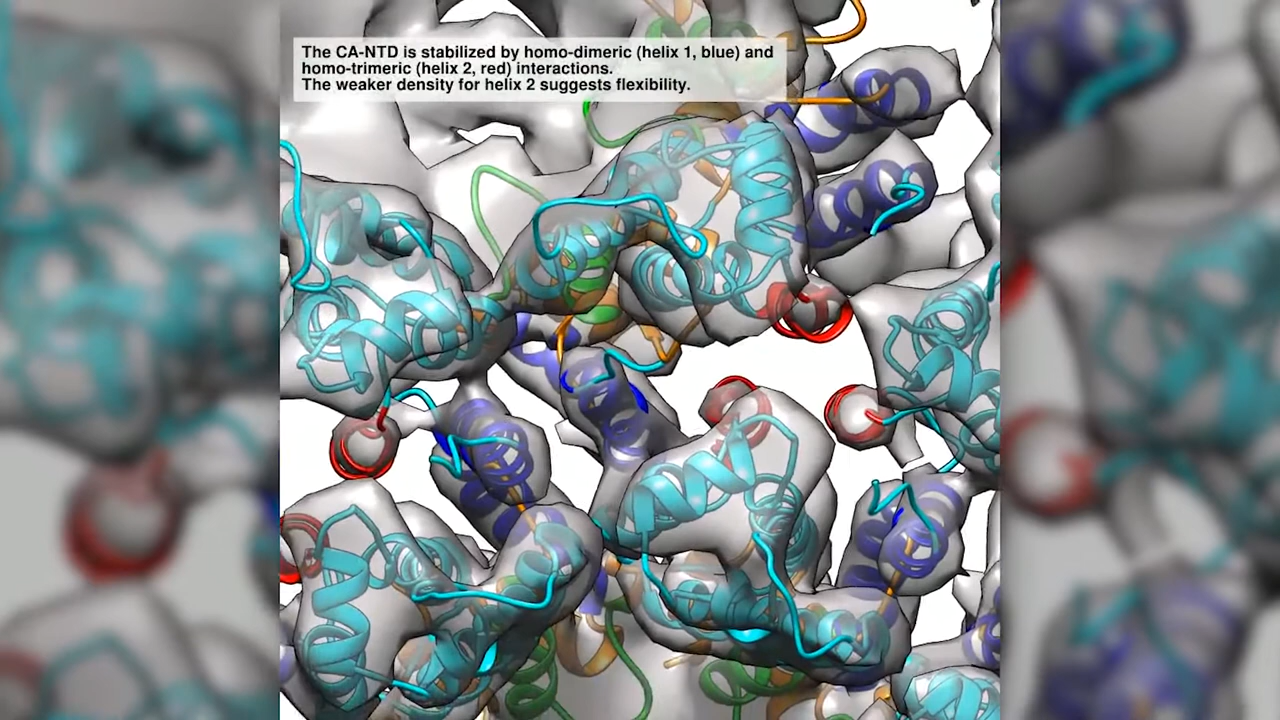 The CA-NTD is stabilized by homo-dimeric (helix 1, blue) and
homo-trimeric (helix 2, red) interactions.
The weaker density for helix 2 suggests flexibility.